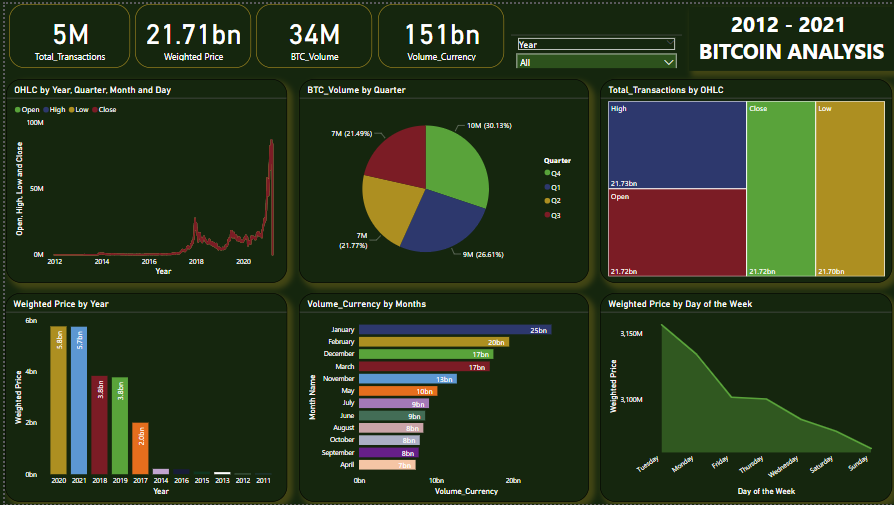 5M
Total_Transactions
21.71bn
Weighted Price
34M
BTC_Volume
151bn
Volume_Currency
Year
All
2012 - 2021
BITCOIN ANALYSIS
OHLC by Year, Quarter, Month and Day
Open High Low Close
100M
50M
0M
Open, High, Low and Close
2012 2014 2016 2018 2020
Year
BTC_Volume by Quarter
7M (21.49%)
10M (30.13%)
7M
(21.77%)
9M (26.61%)
Quarter
Q4
Q1
Q2
Q3
Total_Transactions by OHLC
High
21.73bn
Open
21.72bn
Close
21.72bn
Low
21.70bn
Weighted Price by Year
6bn
4bn
2bn
0bn
Weighted Price
5.8bn
5.7bn
3.8bn
3.8bn
2.0bn
2020 2021 2018 2019 2017 2014 2016 2015 2013 2012 2011
Year
Volume_Currency by Months
Month Name
January 25bn
February 20bn
December 17bn
March 17bn
November 13bn
May 10bn
July 9bn
June 9bn
August 8bn
October 8bn
September 8bn
April 7bn
0bn 10bn 20bn
Volume_Currency
Weighted Price by Day of the Week
3,150M
3,100M
Weighted Price
Tuesday Monday Friday Thursday Wednesday Saturday Sunday
Day of the Week